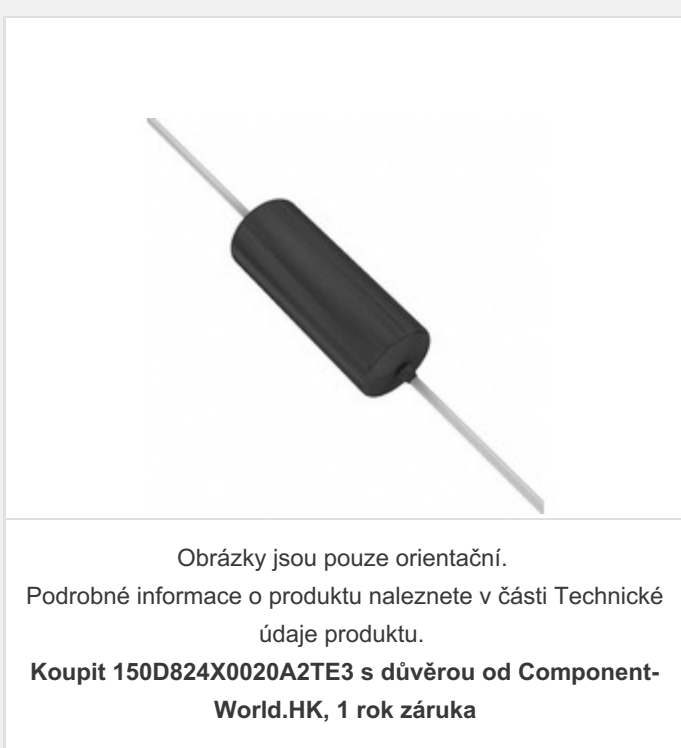 Obrázky jsou pouze orientační.
Podrobné informace o produktu naleznete v části Technické
údaje produktu.
Koupit 150D824X0020A2TE3 s důvěrou od Component-
World.HK, 1 rok záruka